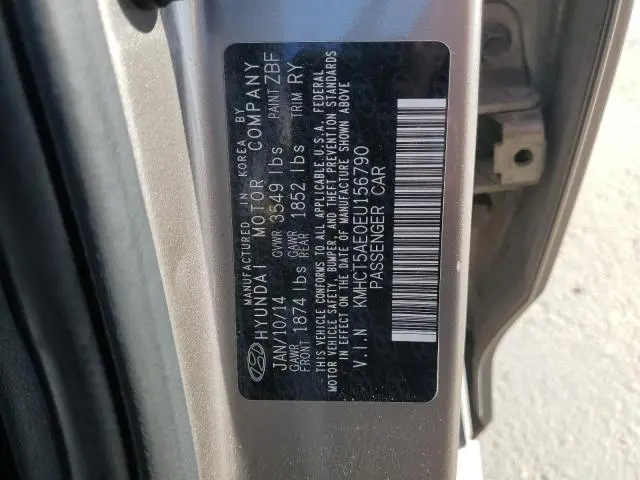 MANUFACTURED IN KOREA BY
HYUNDAI MOTOR COMPANY
JAN/10/14 GVWR 3549 lbs PAINT ZBF
GAWR FRONT 1874 lbs GAWR REAR 1852 lbs TRIM RY
THIS VEHICLE CONFORMS TO ALL APPLICABLE U.S.A. FEDERAL
MOTOR VEHICLE SAFETY, BUMPER, AND THEFT PREVENTION STANDARDS
IN EFFECT ON THE DATE OF MANUFACTURE SHOWN ABOVE
V.I.N KMHCT5AE0EU156790
PASSENGER CAR